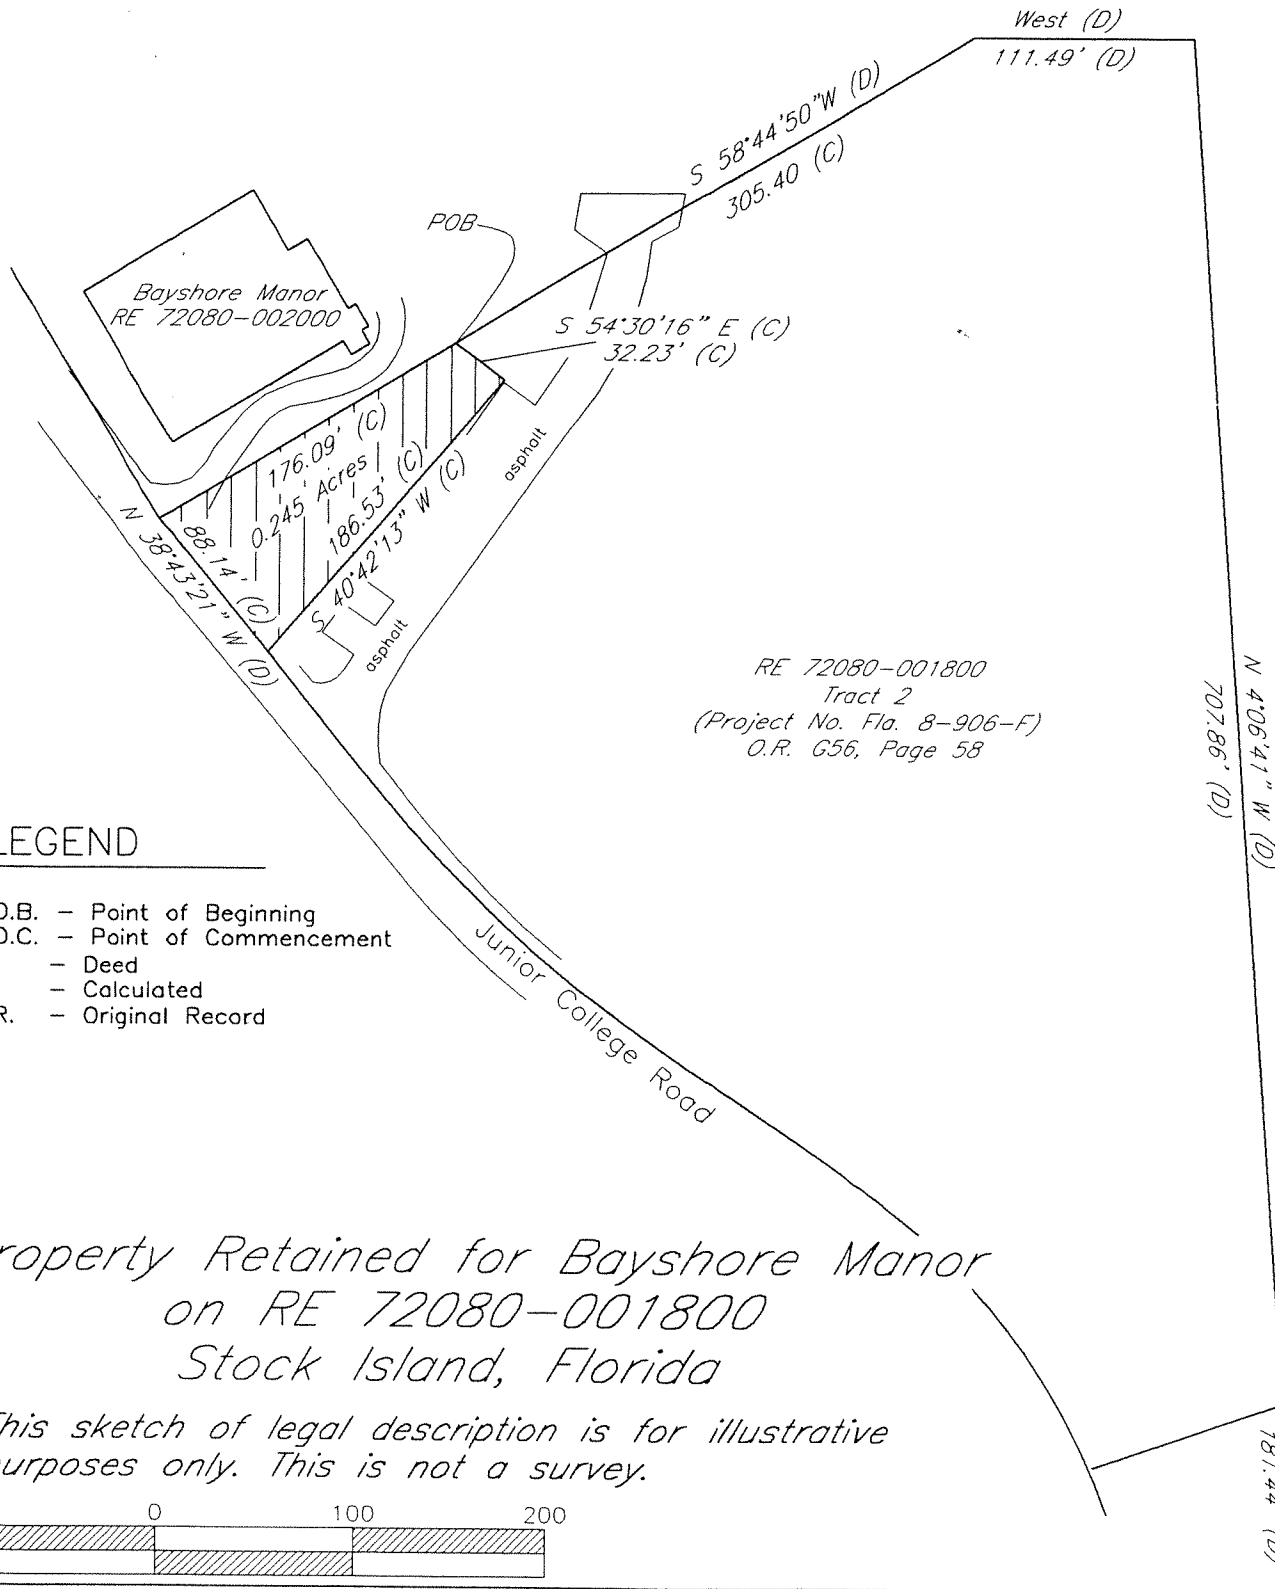 West (D)
111.49' (D)
S 58°44'50"W (D)
305.40 (C)
POB
Bayshore Manor
RE 72080-002000
S 54°30'16" E (C)
32.23' (C)
176.09' (C)
0.245 Acres
186.53' (C)
S 40°42'13" W (C)
88.14' (C)
N 38°43'21" W (D)
asphalt
asphalt
RE 72080-001800
Tract 2
(Project No. Fla. 8-906-F)
O.R. G56, Page 58
N 4°06'41" W (D)
707.86' (D)
LEGEND
O.B. - Point of Beginning
O.C. - Point of Commencement
- Deed
- Calculated
R. - Original Record
Junior College Road
roperty Retained for Bayshore Manor
on RE 72080-001800
Stock Island, Florida
This sketch of legal description is for illustrative
urposes only. This is not a survey.
0 100 200
181.44 (D)